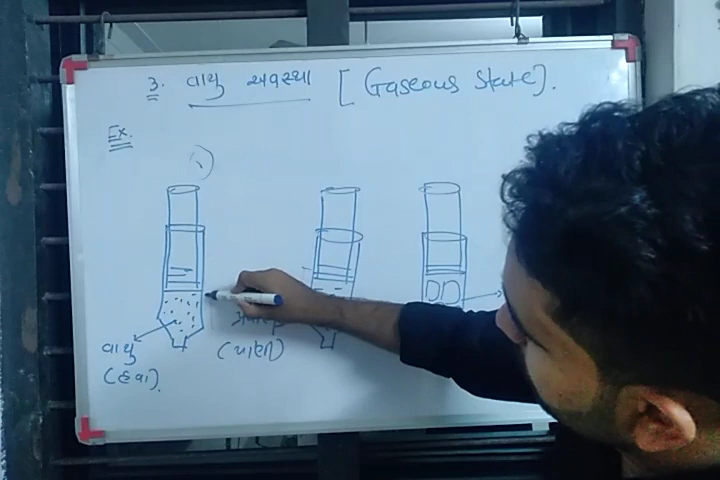 3. વાયુ અવસ્થા [Gaseous State].
Ex.
વાયુ
(હવા).
(પાણી)